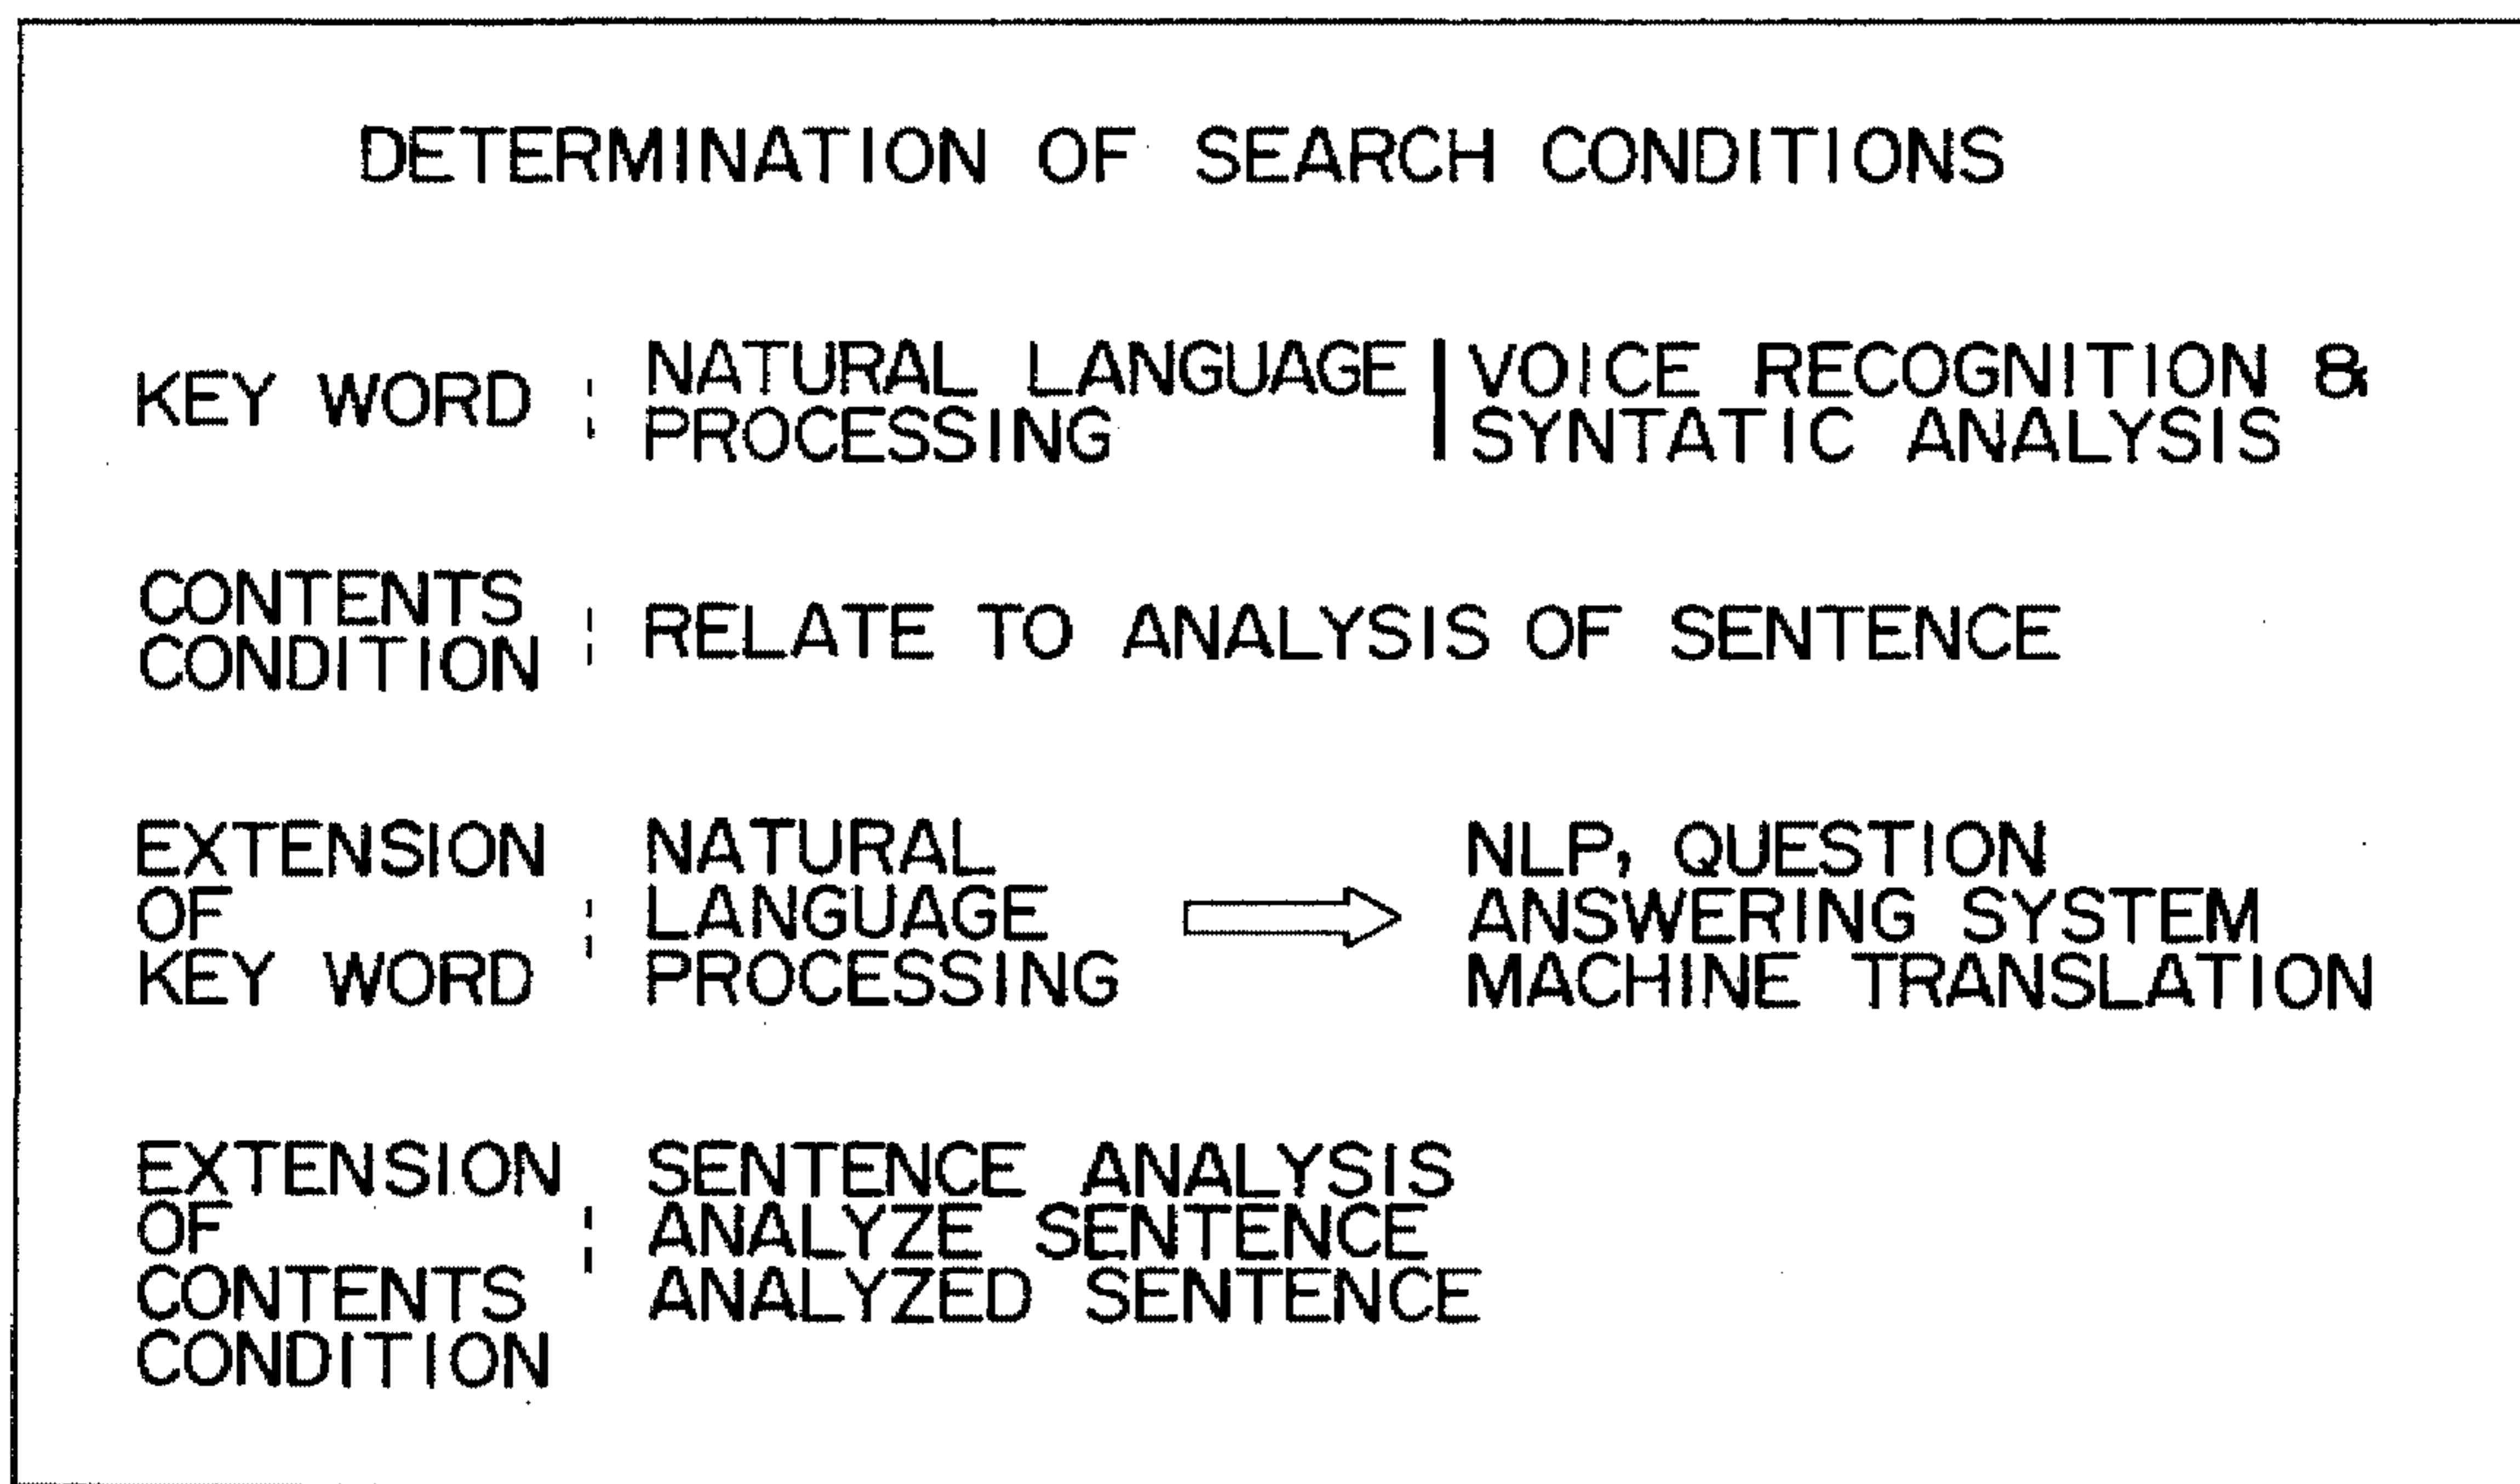 DETERMINATION OF SEARCH CONDITIONS
KEY WORD : NATURAL LANGUAGE | VOICE RECOGNITION &
PROCESSING | SYNTATIC ANALYSIS
CONTENTS
CONDITION : RELATE TO ANALYSIS OF SENTENCE
EXTENSION NATURAL NLP, QUESTION
OF : LANGUAGE ⇒ ANSWERING SYSTEM
KEY WORD PROCESSING MACHINE TRANSLATION
EXTENSION SENTENCE ANALYSIS
OF : ANALYZE SENTENCE
CONTENTS ANALYZED SENTENCE
CONDITION